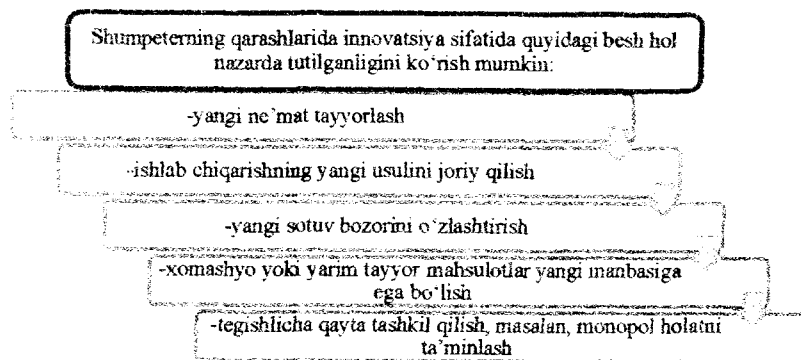 Shumpeterning qarashlarida innovatsiya sifatida quyidagi besh hol
nazarda tutilganligini ko‘rish mumkin:
-yangi ne’mat tayyorlash
-ishlab chiqarishning yangi usulini joriy qilish
-yangi sotuv bozorini o‘zlashtirish
-xomashyo yoki yarim tayyor mahsulotlar yangi manbasiga
ega bo‘lish
-tegishlicha qayta tashkil qilish, masalan, monopol holatni
ta’minlash